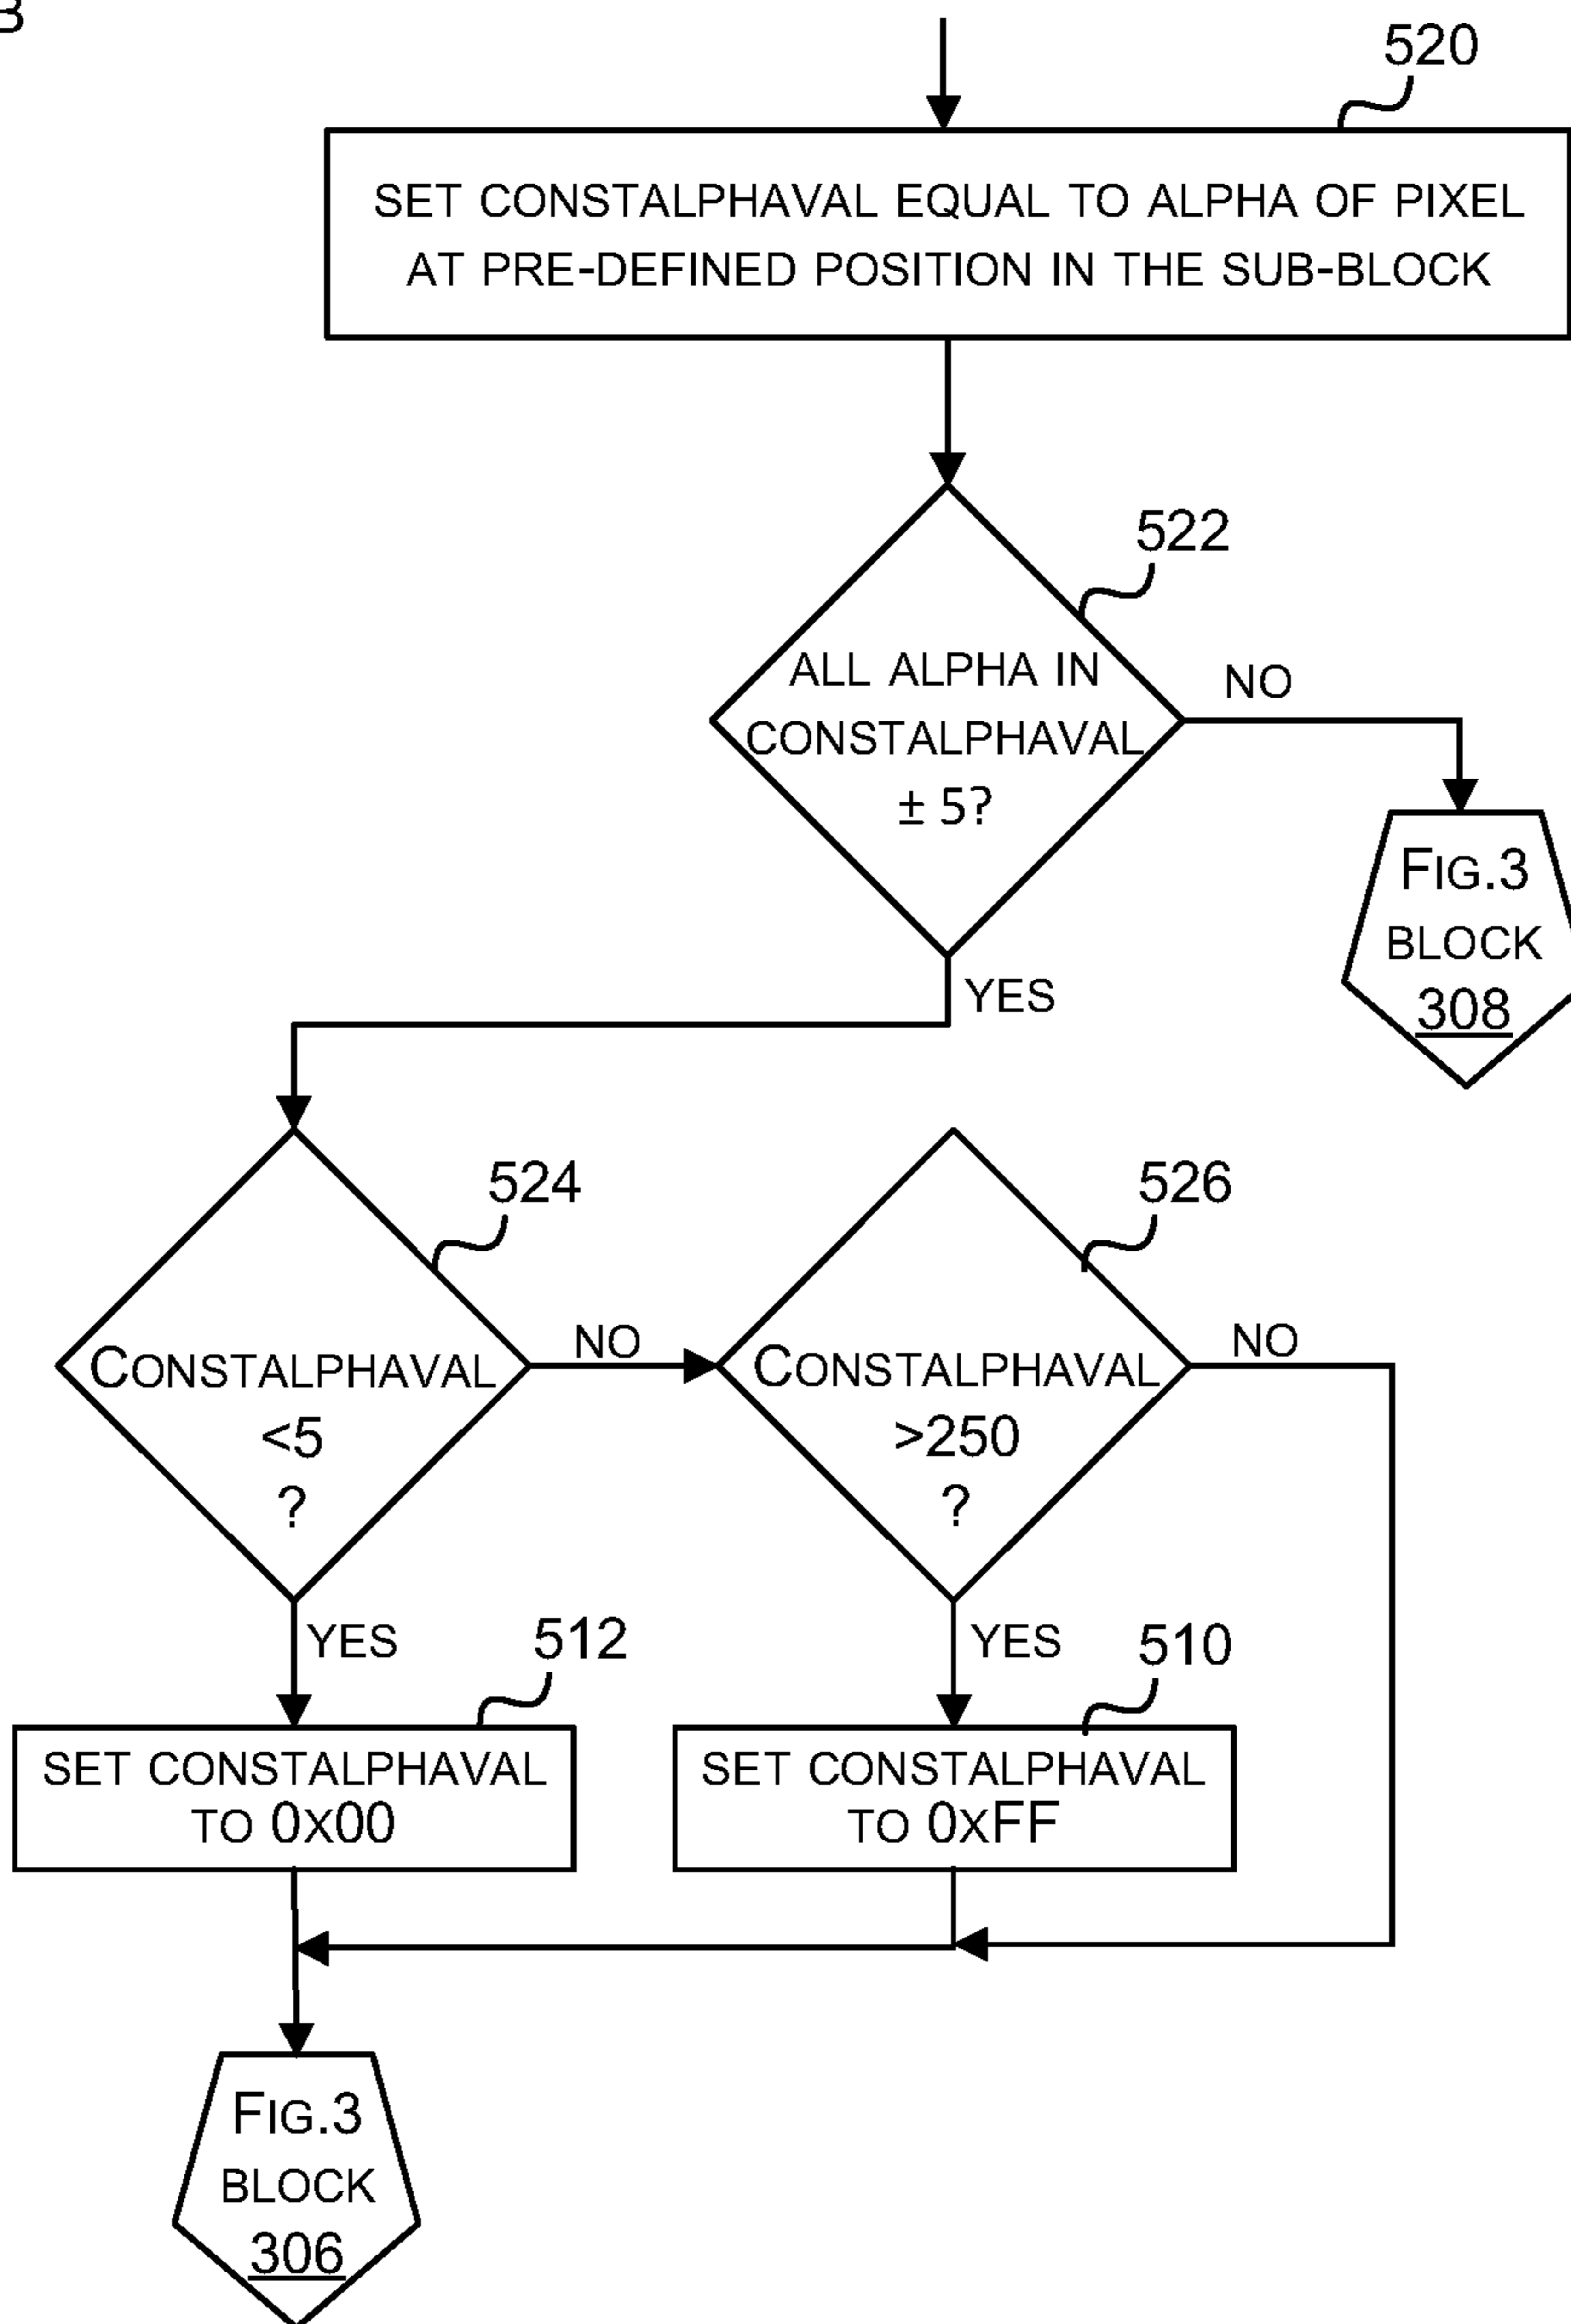 B
520
SET CONSTALPHAVAL EQUAL TO ALPHA OF PIXEL
AT PRE-DEFINED POSITION IN THE SUB-BLOCK
522
ALL ALPHA IN
CONSTALPHAVAL
± 5?
NO
FIG.3
BLOCK
308
YES
524
CONSTALPHAVAL
<5
?
NO
526
CONSTALPHAVAL
>250
?
NO
YES
512
SET CONSTALPHAVAL
TO 0X00
YES
510
SET CONSTALPHAVAL
TO 0XFF
FIG.3
BLOCK
306